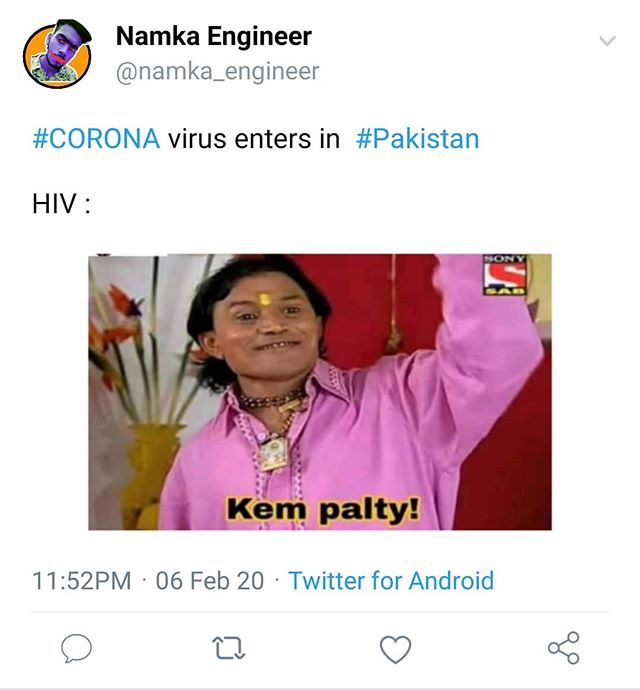 Namka Engineer
@namka_engineer
#CORONA virus enters in #Pakistan
HIV :
SONY
S
SAB
Kem palty!
11:52PM · 06 Feb 20 · Twitter for Android